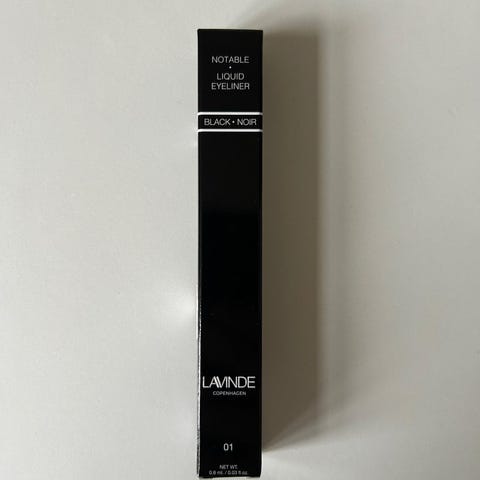 NOTABLE
•
LIQUID
EYELINER
BLACK • NOIR
LAVINDE
COPENHAGEN
01
NET WT.
0.8 ml. / 0.03 fl oz.